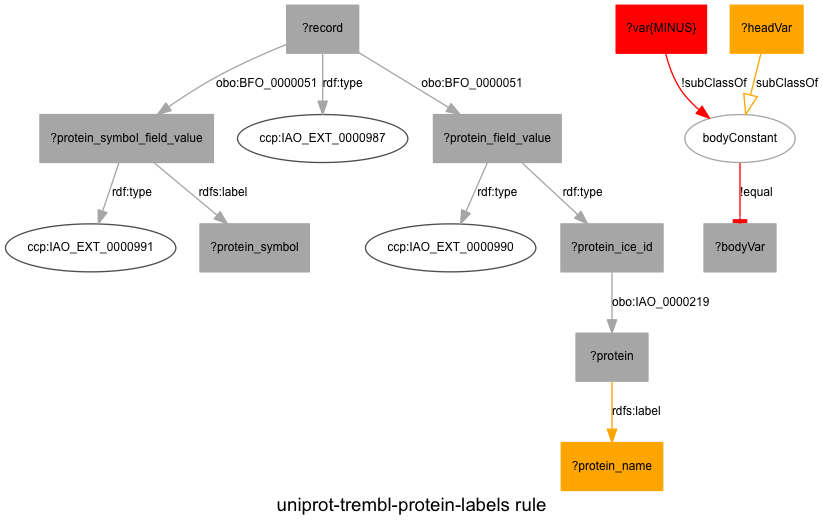 ?record
?var{MINUS}
?headVar
obo:BFO_0000051
rdf:type
obo:BFO_0000051
!subClassOf
subClassOf
?protein_symbol_field_value
ccp:IAO_EXT_0000987
?protein_field_value
bodyConstant
rdf:type
rdfs:label
rdf:type
rdf:type
!equal
ccp:IAO_EXT_0000991
?protein_symbol
ccp:IAO_EXT_0000990
?protein_ice_id
?bodyVar
obo:IAO_0000219
?protein
rdfs:label
?protein_name
uniprot-trembl-protein-labels rule